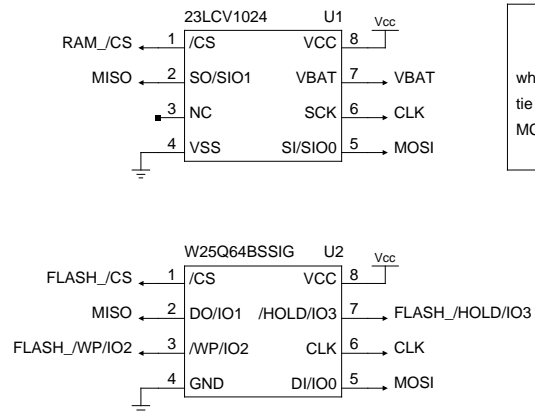 23LCV1024 U1
RAM_/CS 1 /CS VCC 8 Vcc
MISO 2 SO/SIO1 VBAT 7 VBAT
3 NC SCK 6 CLK
4 VSS SI/SIO0 5 MOSI
wh
tie
MO
W25Q64BSSIG U2
FLASH_/CS 1 /CS VCC 8 Vcc
MISO 2 DO/IO1 /HOLD/IO3 7 FLASH_/HOLD/IO3
FLASH_/WP/IO2 3 /WP/IO2 CLK 6 CLK
4 GND DI/IO0 5 MOSI